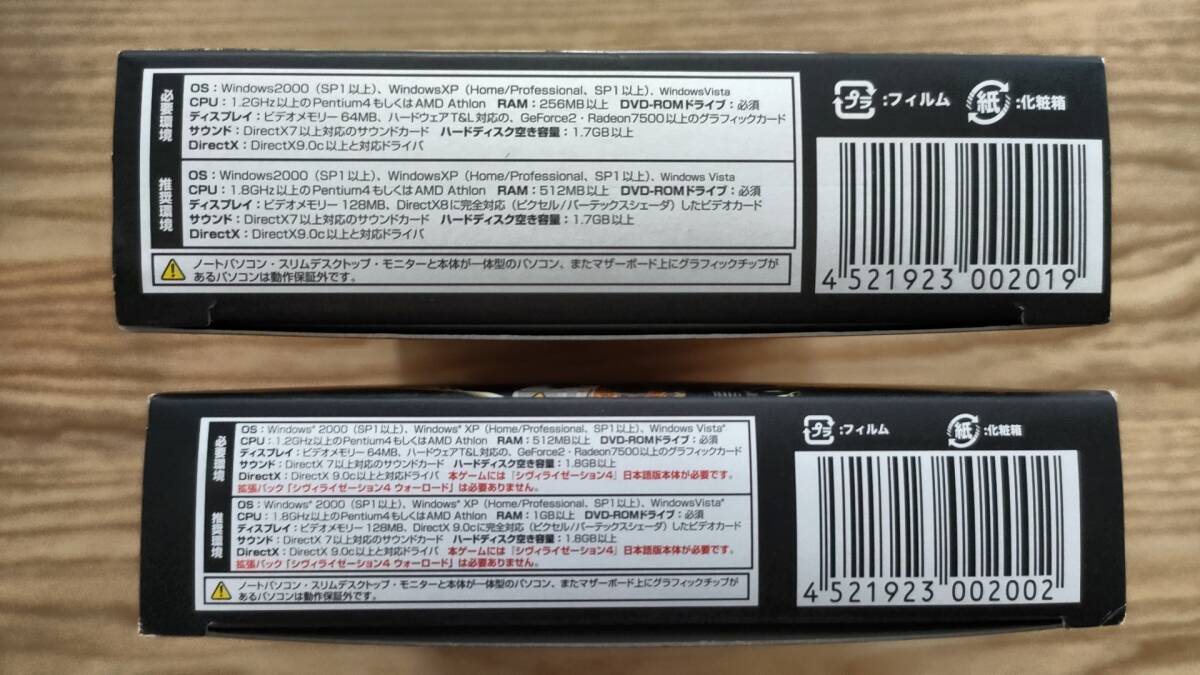 必要環境
OS：Windows2000（SP1以上）、WindowsXP（Home/Professional、SP1以上）、WindowsVista
CPU：1.2GHz以上のPentium4もしくはAMD Athlon RAM：256MB以上 DVD-ROMドライブ：必須
ディスプレイ：ビデオメモリー 64MB、ハードウェアT&L対応の、GeForce2・Radeon7500以上のグラフィックカード
サウンド：DirectX7以上対応のサウンドカード ハードディスク空き容量：1.7GB以上
DirectX：DirectX9.0c以上と対応ドライバ
推奨環境
OS：Windows2000（SP1以上）、WindowsXP（Home/Professional、SP1以上）、Windows Vista
CPU：1.8GHz以上のPentium4もしくはAMD Athlon RAM：512MB以上 DVD-ROMドライブ：必須
ディスプレイ：ビデオメモリー 128MB、DirectX8に完全対応（ピクセル/バーテックスシェーダ）したビデオカード
サウンド：DirectX7以上対応のサウンドカード ハードディスク空き容量：1.7GB以上
DirectX：DirectX9.0c以上と対応ドライバ
ノートパソコン・スリムデスクトップ・モニターと本体が一体型のパソコン、またマザーボード上にグラフィックチップが
あるパソコンは動作保証外です。
プラ：フィルム
紙：化粧箱
4 521923 002019
必要環境
OS：Windows® 2000（SP1以上）、Windows® XP（Home/Professional、SP1以上）、Windows Vista®
CPU：1.2GHz以上のPentium4もしくはAMD Athlon RAM：512MB以上 DVD-ROMドライブ：必須
ディスプレイ：ビデオメモリー 64MB、ハードウェアT&L対応の、GeForce2・Radeon7500以上のグラフィックカード
サウンド：DirectX 7以上対応のサウンドカード ハードディスク空き容量：1.8GB以上
DirectX：DirectX 9.0c以上と対応ドライバ 本ゲームには『シヴィライゼーション4』日本語版本体が必要です。
拡張パック「シヴィライゼーション4 ウォーロード」は必要ありません。
推奨環境
OS：Windows® 2000（SP1以上）、Windows® XP（Home/Professional、SP1以上）、WindowsVista®
CPU：1.8GHz以上のPentium4もしくはAMD Athlon RAM：1GB以上 DVD-ROMドライブ：必須
ディスプレイ：ビデオメモリー 128MB、DirectX 9.0cに完全対応（ピクセル/バーテックスシェーダ）したビデオカード
サウンド：DirectX 7以上対応のサウンドカード ハードディスク空き容量：1.8GB以上
DirectX：DirectX 9.0c以上と対応ドライバ 本ゲームには『シヴィライゼーション4』日本語版本体が必要です。
拡張パック「シヴィライゼーション4 ウォーロード」は必要ありません。
ノートパソコン・スリムデスクトップ・モニターと本体が一体型のパソコン、またマザーボード上にグラフィックチップが
あるパソコンは動作保証外です。
プラ：フィルム
紙：化粧箱
4 521923 002002